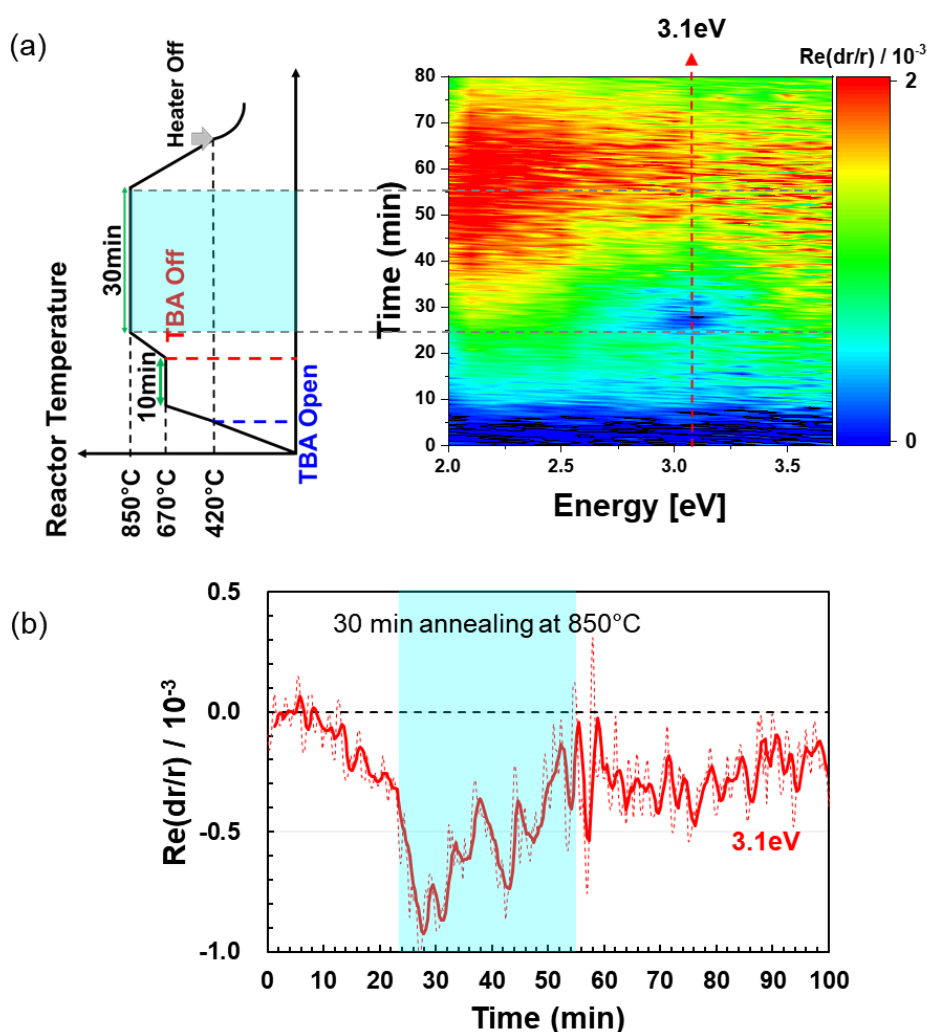 (a)
3.1eV
Re(dr/r) / 10⁻³
Heater Off
30min
TBA Off
10min
TBA Open
Reactor Temperature
850°C
670°C
420°C
Time (min)
80
70
60
50
40
30
20
10
0
2.0 2.5 3.0 3.5
Energy [eV]
2
0
(b)
30 min annealing at 850°C
Re(dr/r) / 10⁻³
0.5
0.0
-0.5
-1.0
3.1eV
0 10 20 30 40 50 60 70 80 90 100
Time (min)